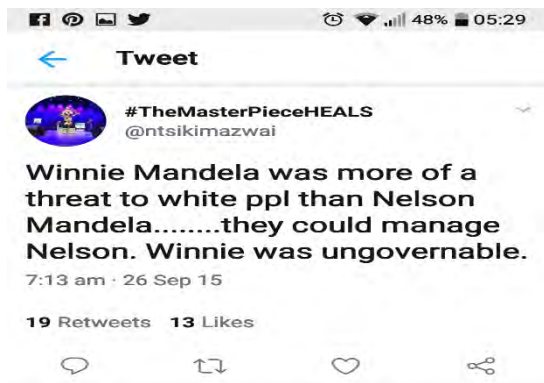 48% 05:29
Tweet
#TheMasterPieceHEALS
@ntsikimazwai
Winnie Mandela was more of a
threat to white ppl than Nelson
Mandela........they could manage
Nelson. Winnie was ungovernable.
7:13 am · 26 Sep 15
19 Retweets 13 Likes